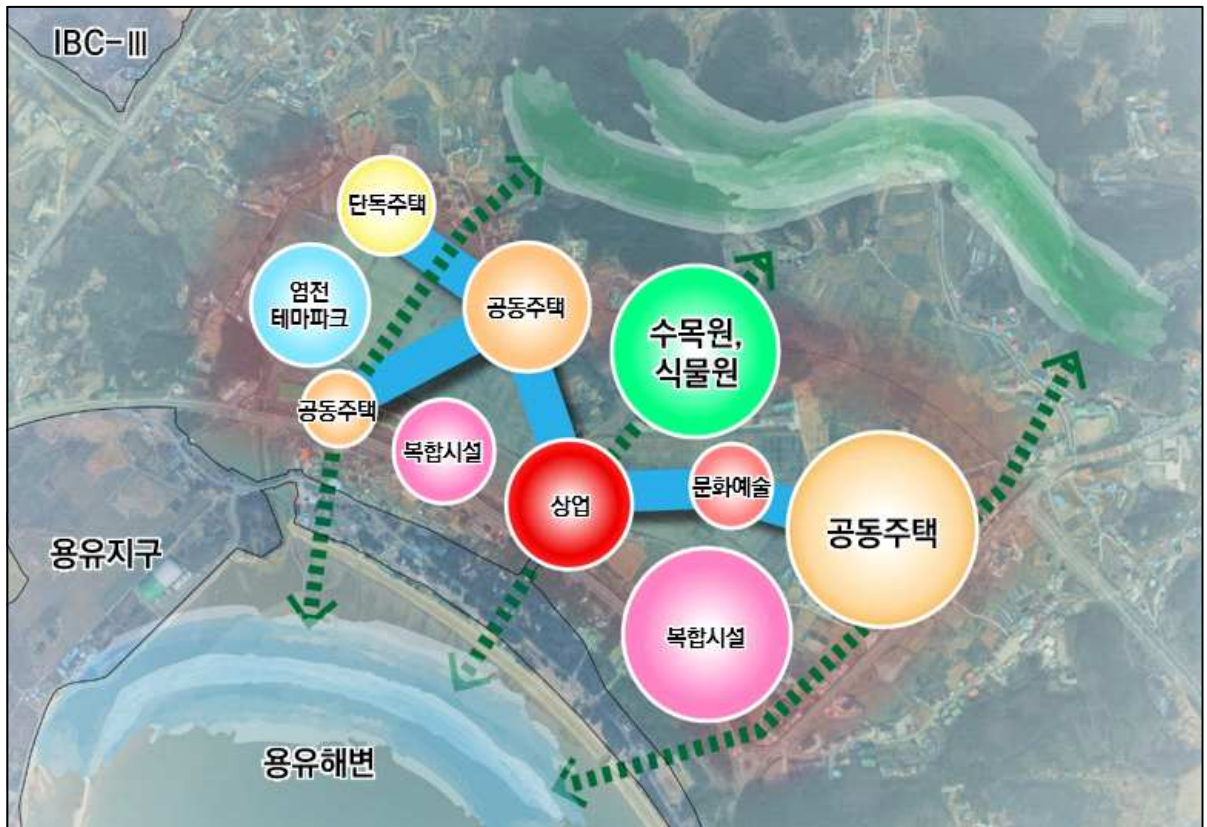 IBC-Ⅲ
단독주택
염전
테마파크
공동주택
수목원,
식물원
공동주택
복합시설
상업
문화예술
공동주택
용유지구
복합시설
용유해변